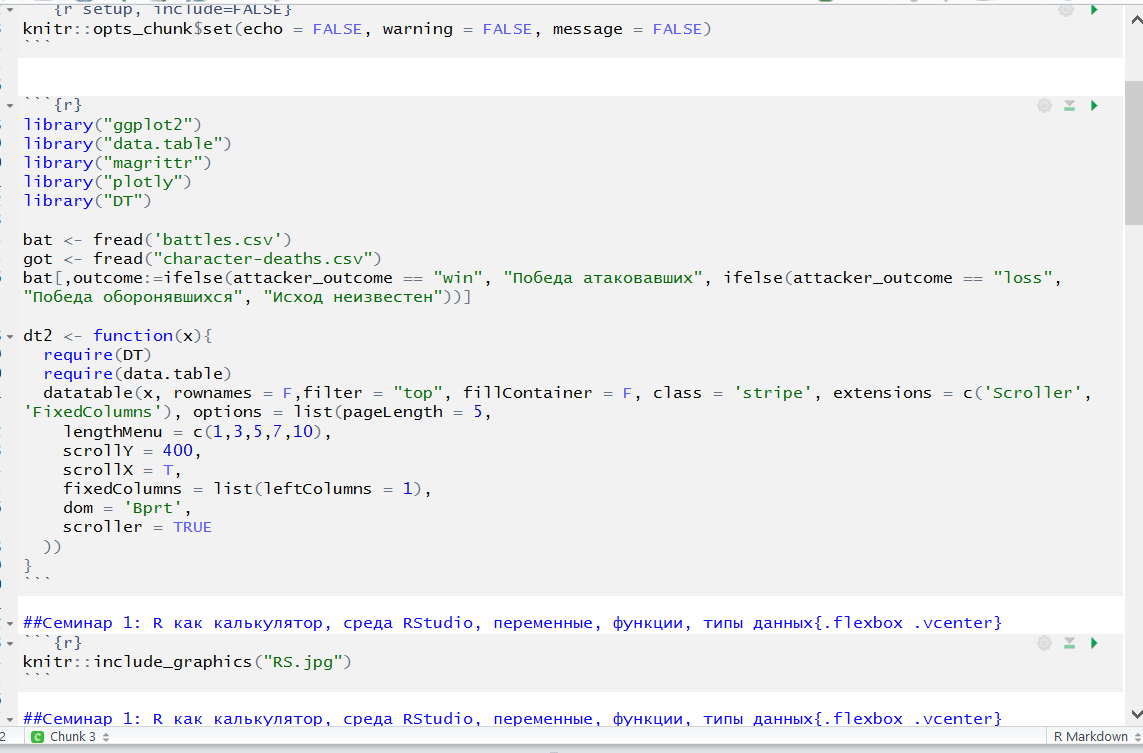 ```{r setup, include=FALSE}
knitr::opts_chunk$set(echo = FALSE, warning = FALSE, message = FALSE)
```
```{r}
library("ggplot2")
library("data.table")
library("magrittr")
library("plotly")
library("DT")
bat <- fread('battles.csv')
got <- fread("character-deaths.csv")
bat[,outcome:=ifelse(attacker_outcome == "win", "Победа атаковавших", ifelse(attacker_outcome == "loss",
"Победа оборонявшихся", "Исход неизвестен"))]
dt2 <- function(x){
  require(DT)
  require(data.table)
  datatable(x, rownames = F,filter = "top", fillContainer = F, class = 'stripe', extensions = c('Scroller',
'FixedColumns'), options = list(pageLength = 5,
    lengthMenu = c(1,3,5,7,10),
    scrollY = 400,
    scrollX = T,
    fixedColumns = list(leftColumns = 1),
    dom = 'Bprt',
    scroller = TRUE
  ))
}
```
##Семинар 1: R как калькулятор, среда RStudio, переменные, функции, типы данных{.flexbox .vcenter}
```{r}
knitr::include_graphics("RS.jpg")
```
##Семинар 1: R как калькулятор, среда RStudio, переменные, функции, типы данных{.flexbox .vcenter}
2 C Chunk 3 R Markdown